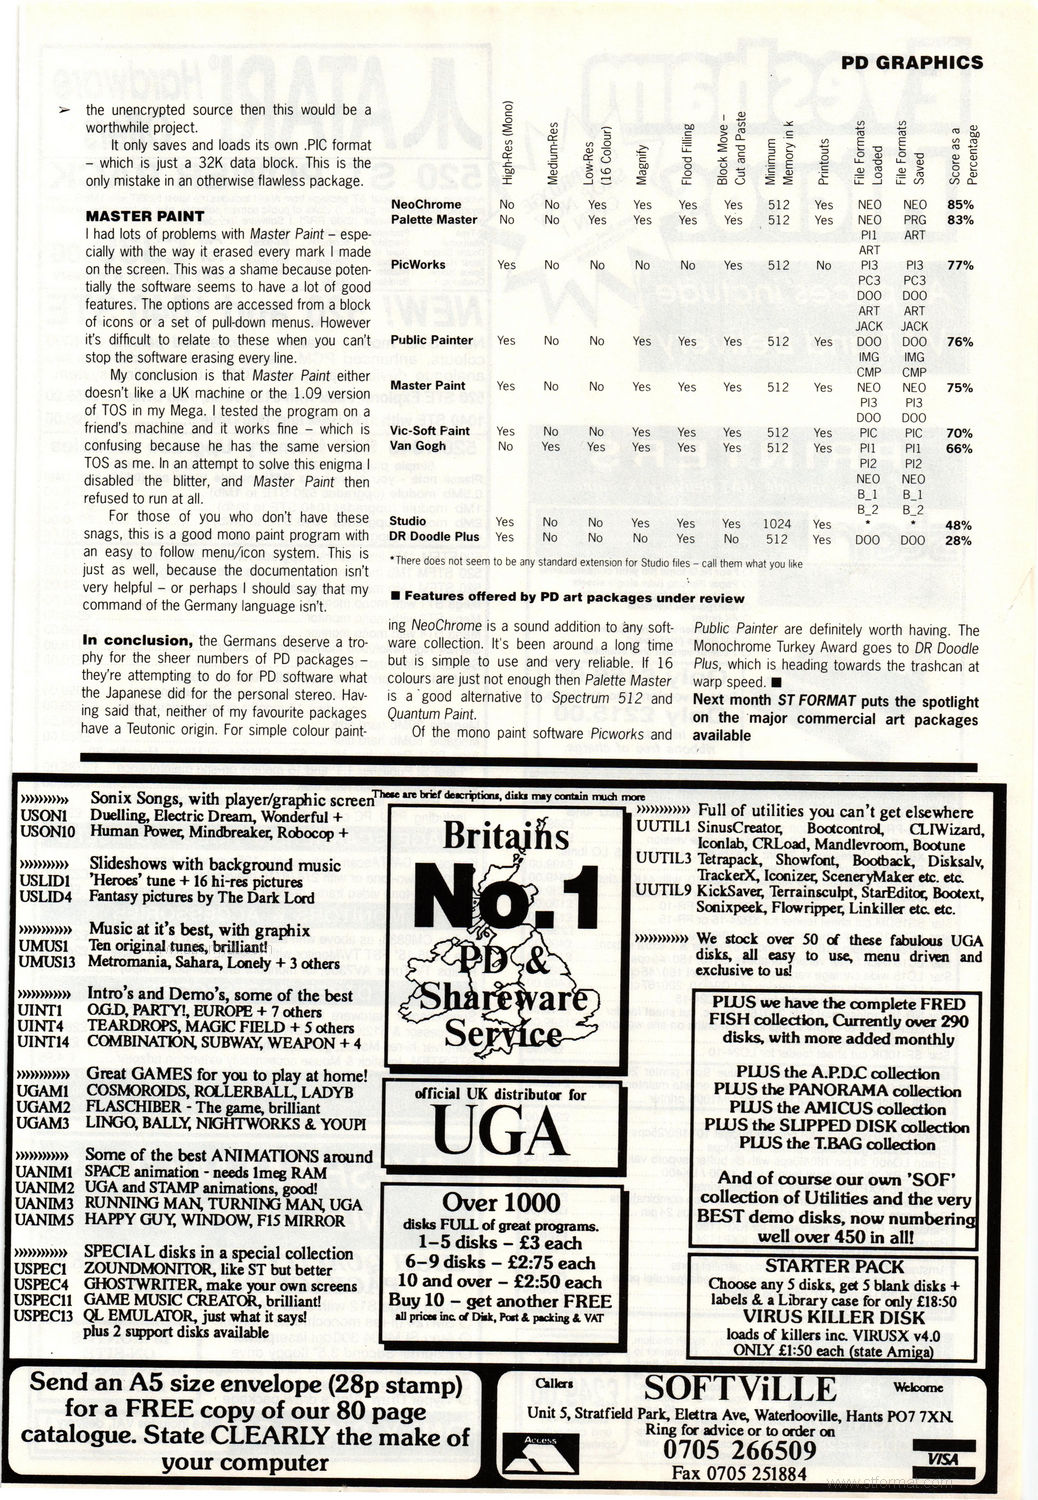 PD GRAPHICS
➢ the unencrypted source then this would be a
worthwhile project.
It only saves and loads its own .PIC format
– which is just a 32K data block. This is the
only mistake in an otherwise flawless package.
MASTER PAINT
I had lots of problems with Master Paint – espe-
cially with the way it erased every mark I made
on the screen. This was a shame because poten-
tially the software seems to have a lot of good
features. The options are accessed from a block
of icons or a set of pull-down menus. However
it's difficult to relate to these when you can't
stop the software erasing every line.
My conclusion is that Master Paint either
doesn't like a UK machine or the 1.09 version
of TOS in my Mega. I tested the program on a
friend's machine and it works fine – which is
confusing because he has the same version
TOS as me. In an attempt to solve this enigma I
disabled the blitter, and Master Paint then
refused to run at all.
For those of you who don't have these
snags, this is a good mono paint program with
an easy to follow menu/icon system. This is
just as well, because the documentation isn't
very helpful – or perhaps I should say that my
command of the Germany language isn't.
In conclusion, the Germans deserve a tro-
phy for the sheer numbers of PD packages –
they're attempting to do for PD software what
the Japanese did for the personal stereo. Hav-
ing said that, neither of my favourite packages
have a Teutonic origin. For simple colour paint-
High-Res (Mono) Medium-Res Low-Res (16 Colour) Magnify Flood Filling Block Move – Cut and Paste Minimum Memory in k Printouts File Formats Loaded File Formats Saved Score as a Percentage
NeoChrome No No Yes Yes Yes Yes 512 Yes NEO NEO 85%
Palette Master No No Yes Yes Yes Yes 512 Yes NEO PRG 83%
PI1 ART
ART
PicWorks Yes No No No No Yes 512 No PI3 PI3 77%
PC3 PC3
DOO DOO
ART ART
JACK JACK
Public Painter Yes No No Yes Yes Yes 512 Yes DOO DOO 76%
IMG IMG
CMP CMP
Master Paint Yes No No Yes Yes Yes 512 Yes NEO NEO 75%
PI3 PI3
DOO DOO
Vic-Soft Paint Yes No No Yes Yes Yes 512 Yes PIC PIC 70%
Van Gogh No Yes Yes Yes Yes Yes 512 Yes PI1 PI1 66%
PI2 PI2
NEO NEO
B_1 B_1
B_2 B_2
Studio Yes No No Yes Yes Yes 1024 Yes * * 48%
DR Doodle Plus Yes No No No Yes No 512 Yes DOO DOO 28%
*There does not seem to be any standard extension for Studio files – call them what you like
■ Features offered by PD art packages under review
ing NeoChrome is a sound addition to any soft-
ware collection. It's been around a long time
but is simple to use and very reliable. If 16
colours are just not enough then Palette Master
is a good alternative to Spectrum 512 and
Quantum Paint.
Of the mono paint software Picworks and
Public Painter are definitely worth having. The
Monochrome Turkey Award goes to DR Doodle
Plus, which is heading towards the trashcan at
warp speed. ■
Next month ST FORMAT puts the spotlight
on the major commercial art packages
available
These are brief descriptions, disks may contain much more
»»»»»» Sonix Songs, with player/graphic screen
USON1 Duelling, Electric Dream, Wonderful +
USON10 Human Power, Mindbreaker, Robocop +
»»»»»» Slideshows with background music
USLID1 'Heroes' tune + 16 hi-res pictures
USLID4 Fantasy pictures by The Dark Lord
»»»»»» Music at it's best, with graphix
UMUS1 Ten original tunes, brilliant!
UMUS13 Metromania, Sahara, Lonely + 3 others
»»»»»» Intro's and Demo's, some of the best
UINT1 O.G.D, PARTY!, EUROPE + 7 others
UINT4 TEARDROPS, MAGIC FIELD + 5 others
UINT14 COMBINATION, SUBWAY, WEAPON + 4
»»»»»» Great GAMES for you to play at home!
UGAM1 COSMOROIDS, ROLLERBALL, LADYB
UGAM2 FLASCHIBER - The game, brilliant
UGAM3 LINGO, BALLY, NIGHTWORKS & YOUPI
»»»»»» Some of the best ANIMATIONS around
UANIM1 SPACE animation - needs 1meg RAM
UANIM2 UGA and STAMP animations, good!
UANIM3 RUNNING MAN, TURNING MAN, UGA
UANIM5 HAPPY GUY, WINDOW, F15 MIRROR
»»»»»» SPECIAL disks in a special collection
USPEC1 ZOUNDMONITOR, like ST but better
USPEC4 GHOSTWRITER, make your own screens
USPEC11 GAME MUSIC CREATOR, brilliant!
USPEC13 QL EMULATOR, just what it says!
plus 2 support disks available
Britains
No.1
PD &
Shareware
Service
official UK distributor for
UGA
Over 1000
disks FULL of great programs.
1–5 disks – £3 each
6–9 disks – £2:75 each
10 and over – £2:50 each
Buy 10 – get another FREE
all prices inc. of Disk, Post & packing & VAT
»»»»»» Full of utilities you can't get elsewhere
UUTIL1 SinusCreator, Bootcontrol, CLIWizard,
Iconlab, CRLoad, Mandlevroom, Bootune
UUTIL3 Tetrapack, Showfont, Bootback, Disksalv,
TrackerX, Iconizer, SceneryMaker etc. etc.
UUTIL9 KickSaver, Terrainsculpt, StarEditor, Bootext,
Sonixpeek, Flowripper, Linkiller etc. etc.
»»»»»» We stock over 50 of these fabulous UGA
disks, all easy to use, menu driven and
exclusive to us!
PLUS we have the complete FRED
FISH collection, Currently over 290
disks, with more added monthly
PLUS the A.P.D.C collection
PLUS the PANORAMA collection
PLUS the AMICUS collection
PLUS the SLIPPED DISK collection
PLUS the T.BAG collection
And of course our own 'SOF'
collection of Utilities and the very
BEST demo disks, now numbering
well over 450 in all!
STARTER PACK
Choose any 5 disks, get 5 blank disks +
labels & a Library case for only £18:50
VIRUS KILLER DISK
loads of killers inc. VIRUSX v4.0
ONLY £1:50 each (state Amiga)
Send an A5 size envelope (28p stamp)
for a FREE copy of our 80 page
catalogue. State CLEARLY the make of
your computer
Callers SOFTViLLE Welcome
Unit 5, Stratfield Park, Elettra Ave, Waterlooville, Hants PO7 7XN.
Ring for advice or to order on
0705 266509
Fax 0705 251884
Access
VISA
www.stformat.com